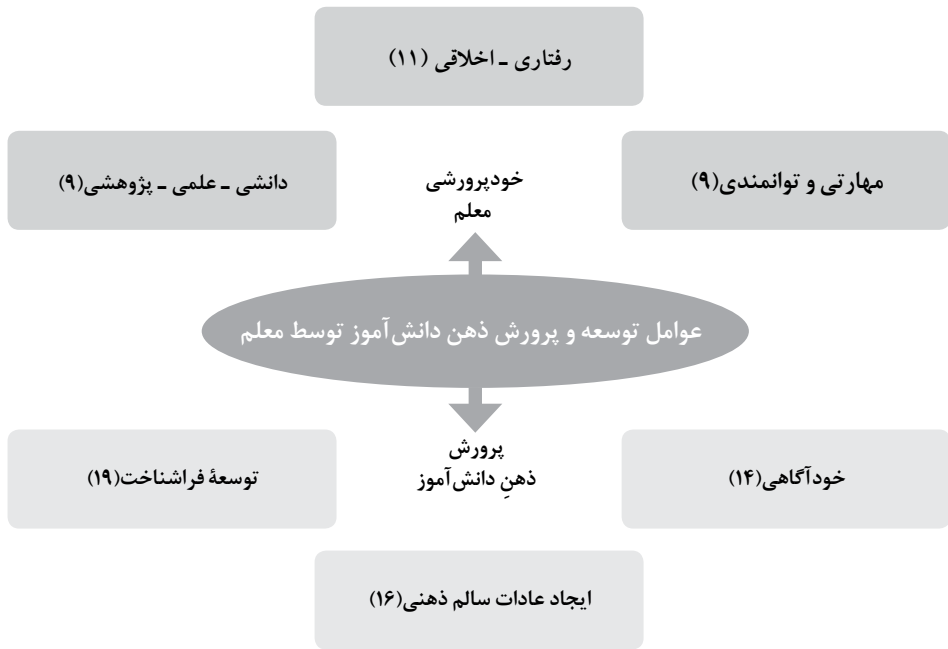 رفتاری ـ اخلاقی (۱۱)
مهارتی و توانمندی(۹)
خودپرورشی
معلم
دانشی ـ علمی ـ پژوهشی(۹)
عوامل توسعه و پرورش ذهن دانش‌آموز توسط معلم
خودآگاهی(۱۴)
پرورش
ذهنِ دانش‌آموز
توسعهٔ فراشناخت(۱۹)
ایجاد عادات سالم ذهنی(۱۶)